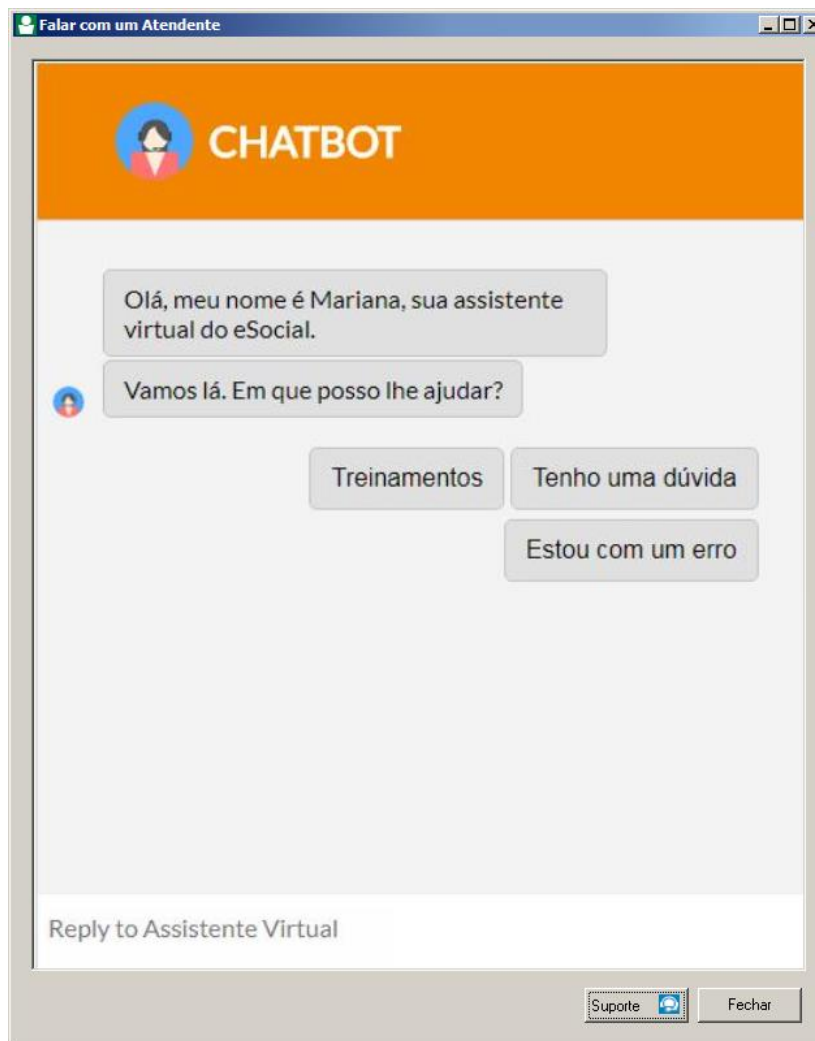 Falar com um Atendente
CHATBOT
Olá, meu nome é Mariana, sua assistente
virtual do eSocial.
Vamos lá. Em que posso lhe ajudar?
Treinamentos
Tenho uma dúvida
Estou com um erro
Reply to Assistente Virtual
Suporte
Fechar